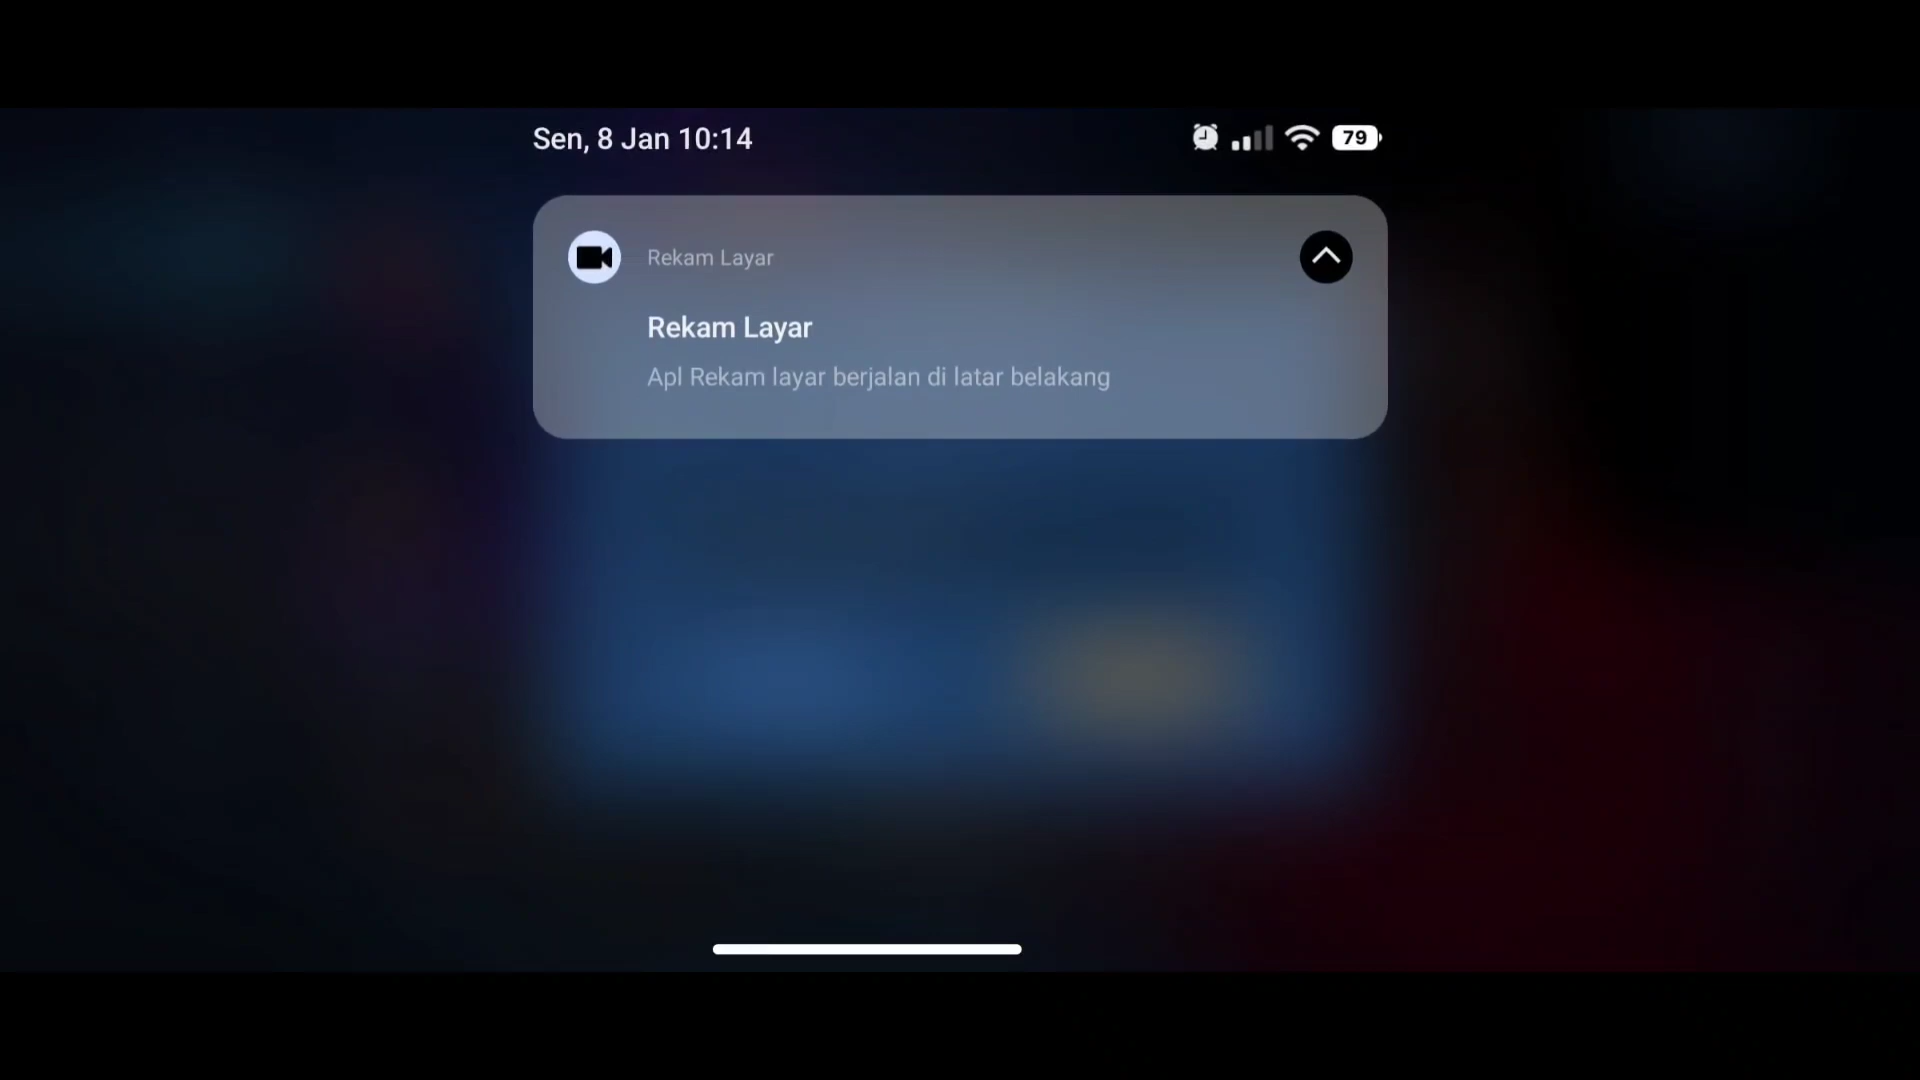 Sen, 8 Jan 10:14
79
Rekam Layar
Rekam Layar
Apl Rekam layar berjalan di latar belakang